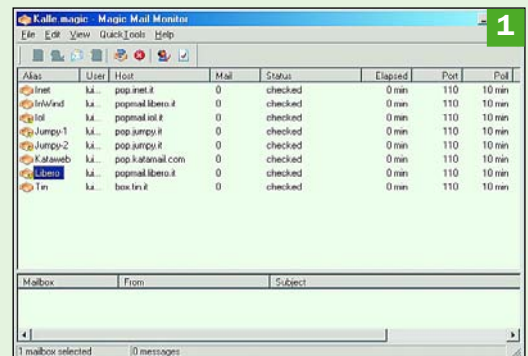 Kalle.magic - Magic Mail Monitor
1
File Edit View QuickTools Help
Alias User Host Mail Status Elapsed Port Poll
Inet lui... pop.inet.it 0 checked 0 min 110 10 min
InWind lui... popmail.libero.it 0 checked 0 min 110 10 min
Iol lui... popmail.iol.it 0 checked 0 min 110 10 min
Jumpy-1 lui... pop.jumpy.it 0 checked 0 min 110 10 min
Jumpy-2 lui... pop.jumpy.it 0 checked 0 min 110 10 min
Kataweb lui... pop.katamail.com 0 checked 0 min 110 10 min
Libero lui... popmail.libero.it 0 checked 0 min 110 10 min
Tin lui... box.tin.it 0 checked 0 min 110 10 min
Mailbox From Subject
1 mailbox selected 0 messages